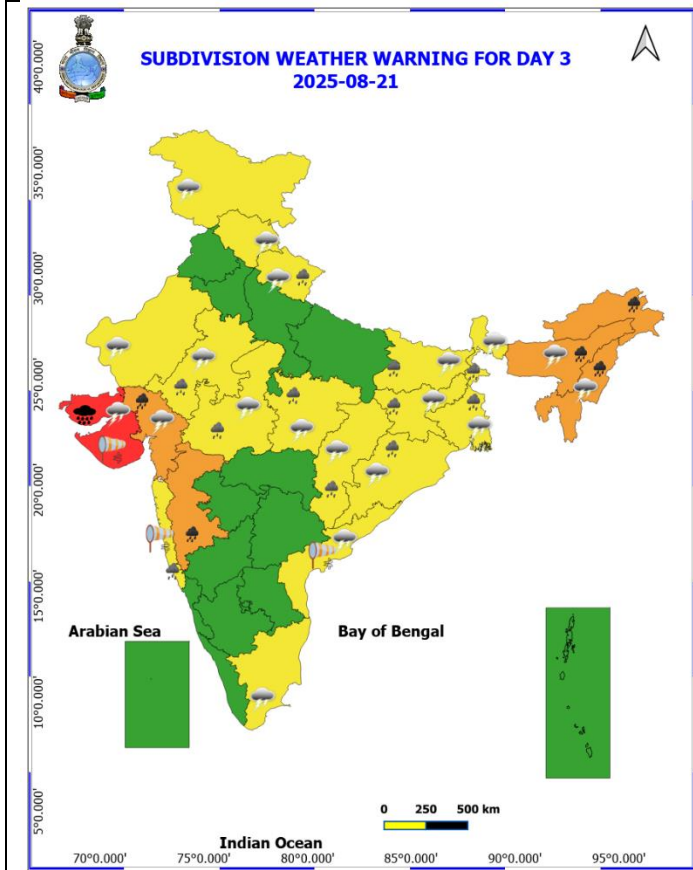 SUBDIVISION WEATHER WARNING FOR DAY 3
2025-08-21
40°0.000'
35°0.000'
30°0.000'
25°0.000'
20°0.000'
15°0.000'
10°0.000'
5°0.000'
Arabian Sea
Bay of Bengal
0 250 500 km
Indian Ocean
70°0.000' 75°0.000' 80°0.000' 85°0.000' 90°0.000' 95°0.000'